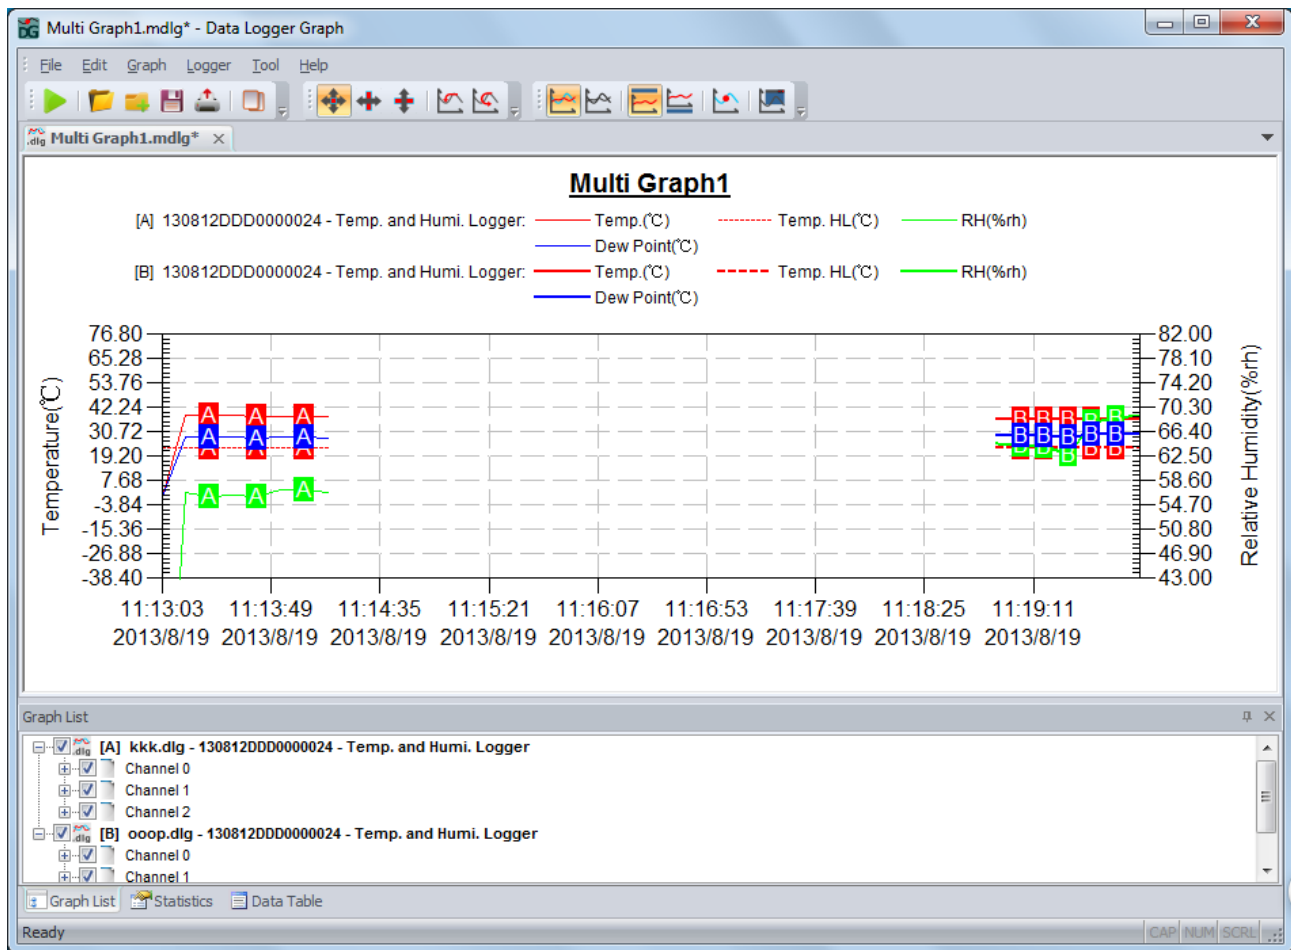 Multi Graph1.mdlg* - Data Logger Graph
File Edit Graph Logger Tool Help
.dlg Multi Graph1.mdlg*
Multi Graph1
[A] 130812DDD0000024 - Temp. and Humi. Logger: Temp.(℃) Temp. HL(℃) RH(%rh)
Dew Point(℃)
[B] 130812DDD0000024 - Temp. and Humi. Logger: Temp.(℃) Temp. HL(℃) RH(%rh)
Dew Point(℃)
Temperature(℃)
76.80
65.28
53.76
42.24
30.72
19.20
7.68
-3.84
-15.36
-26.88
-38.40
A A A
A A A
A A A
B B B
B B B B B
B B B B B
82.00
78.10
74.20
70.30
66.40
62.50
58.60
54.70
50.80
46.90
43.00
Relative Humidity(%rh)
11:13:03 11:13:49 11:14:35 11:15:21 11:16:07 11:16:53 11:17:39 11:18:25 11:19:11
2013/8/19 2013/8/19 2013/8/19 2013/8/19 2013/8/19 2013/8/19 2013/8/19 2013/8/19 2013/8/19
Graph List
.dlg [A] kkk.dlg - 130812DDD0000024 - Temp. and Humi. Logger
Channel 0
Channel 1
Channel 2
.dlg [B] ooop.dlg - 130812DDD0000024 - Temp. and Humi. Logger
Channel 0
Channel 1
Graph List Statistics Data Table
Ready CAP NUM SCRL